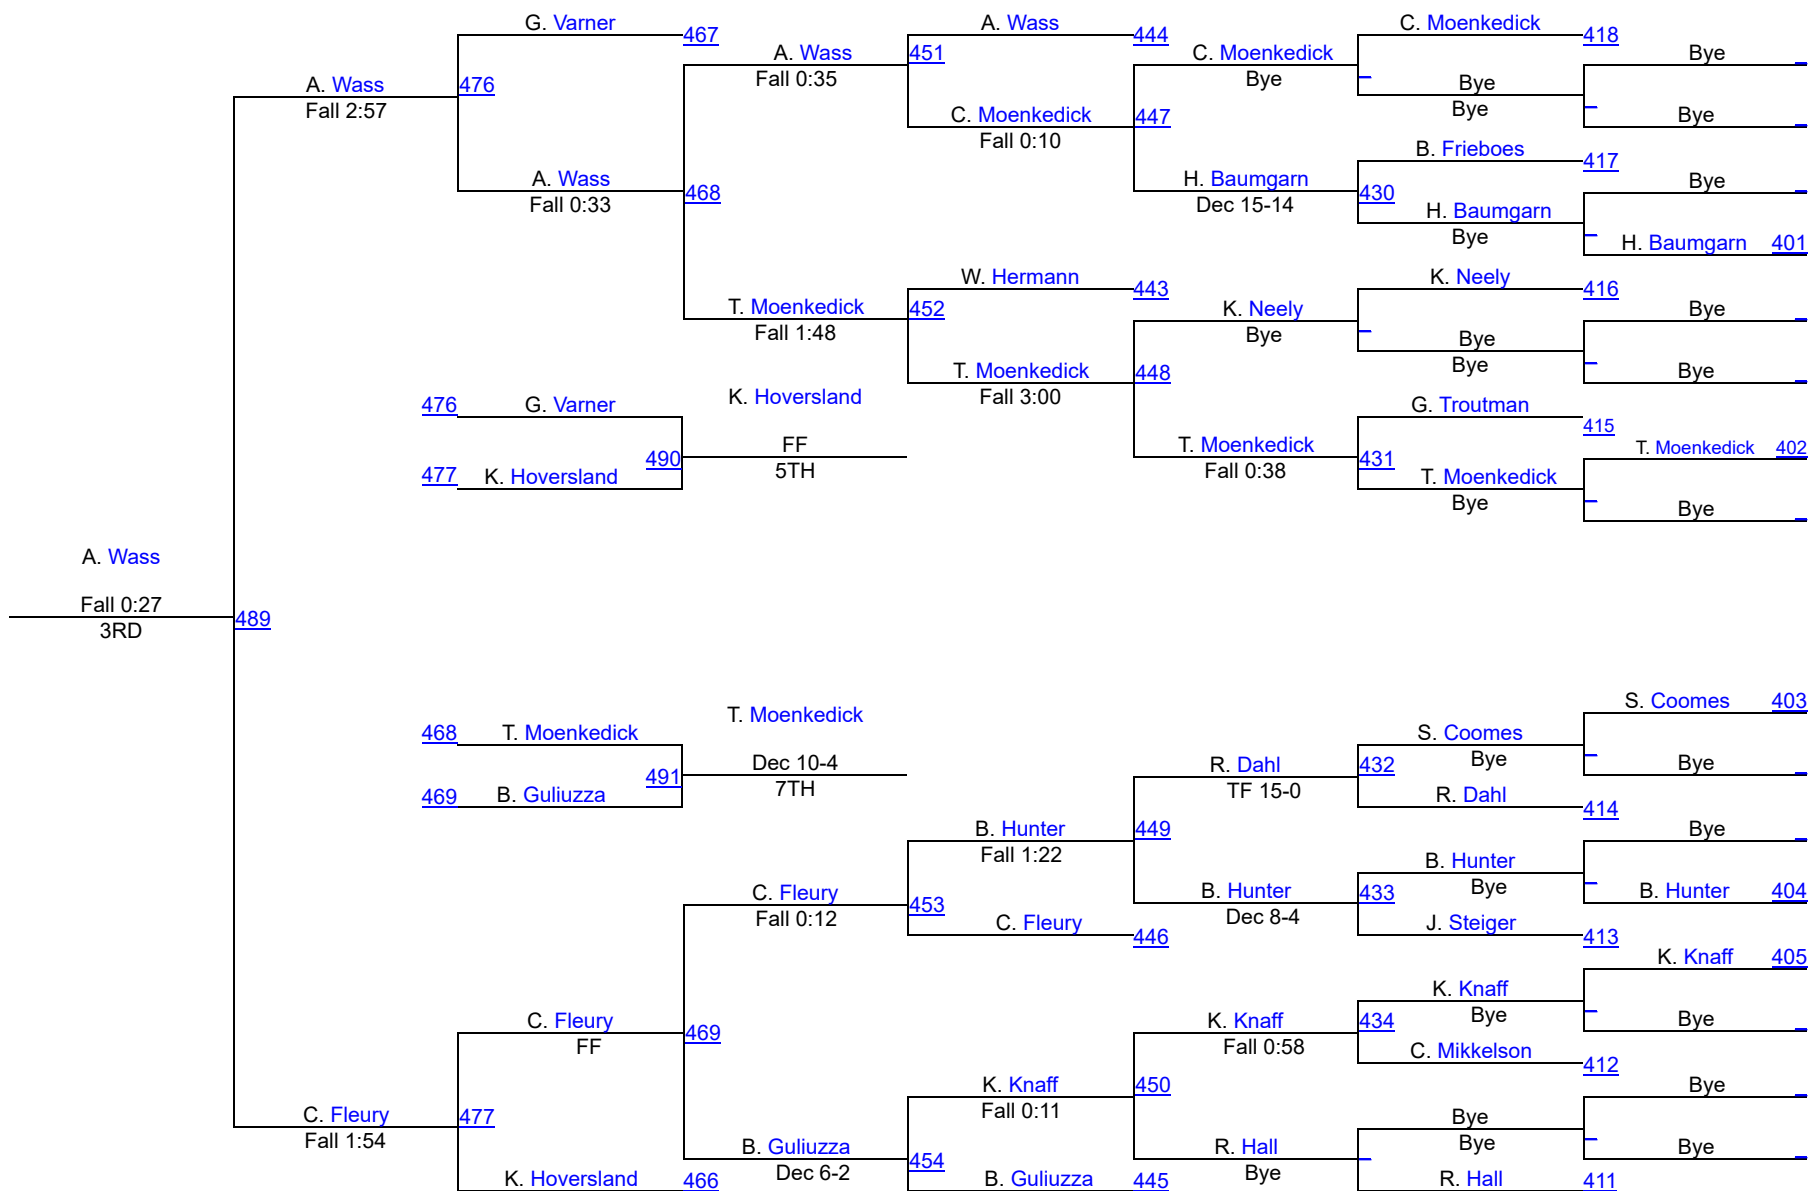 G. Varner 467
A. Wass 444
C. Moenkedick 418
A. Wass 451
C. Moenkedick
Bye
A. Wass 476
Fall 0:35
Bye
Bye
Fall 2:57
Bye
C. Moenkedick 447
Bye
Fall 0:10
B. Frieboes 417
A. Wass 468
H. Baumgarn 430
Bye
Fall 0:33
Dec 15-14
H. Baumgarn
Bye
H. Baumgarn 401
W. Hermann 443
K. Neely 416
T. Moenkedick 452
K. Neely
Bye
Fall 1:48
Bye
Bye
Bye
T. Moenkedick 448
Bye
Fall 3:00
K. Hoversland
476 G. Varner
G. Troutman 415
FF
T. Moenkedick 431
T. Moenkedick 402
490
5TH
Fall 0:38
477 K. Hoversland
T. Moenkedick
Bye
Bye
A. Wass
Fall 0:27
489
3RD
S. Coomes 403
T. Moenkedick
468 T. Moenkedick
S. Coomes
Dec 10-4
R. Dahl 432
Bye
Bye
491
7TH
TF 15-0
469 B. Guliuzza
R. Dahl 414
B. Hunter 449
Bye
Fall 1:22
B. Hunter
C. Fleury 453
B. Hunter 433
Bye
B. Hunter 404
Fall 0:12
Dec 8-4
C. Fleury 446
J. Steiger 413
K. Knaff 405
K. Knaff
C. Fleury 469
K. Knaff 434
Bye
Bye
FF
Fall 0:58
C. Mikkelson 412
K. Knaff 450
Bye
Fall 0:11
C. Fleury 477
Bye
Fall 1:54
Bye
B. Guliuzza 454
R. Hall
Bye
Dec 6-2
Bye
K. Hoversland 466
B. Guliuzza 445
R. Hall 411